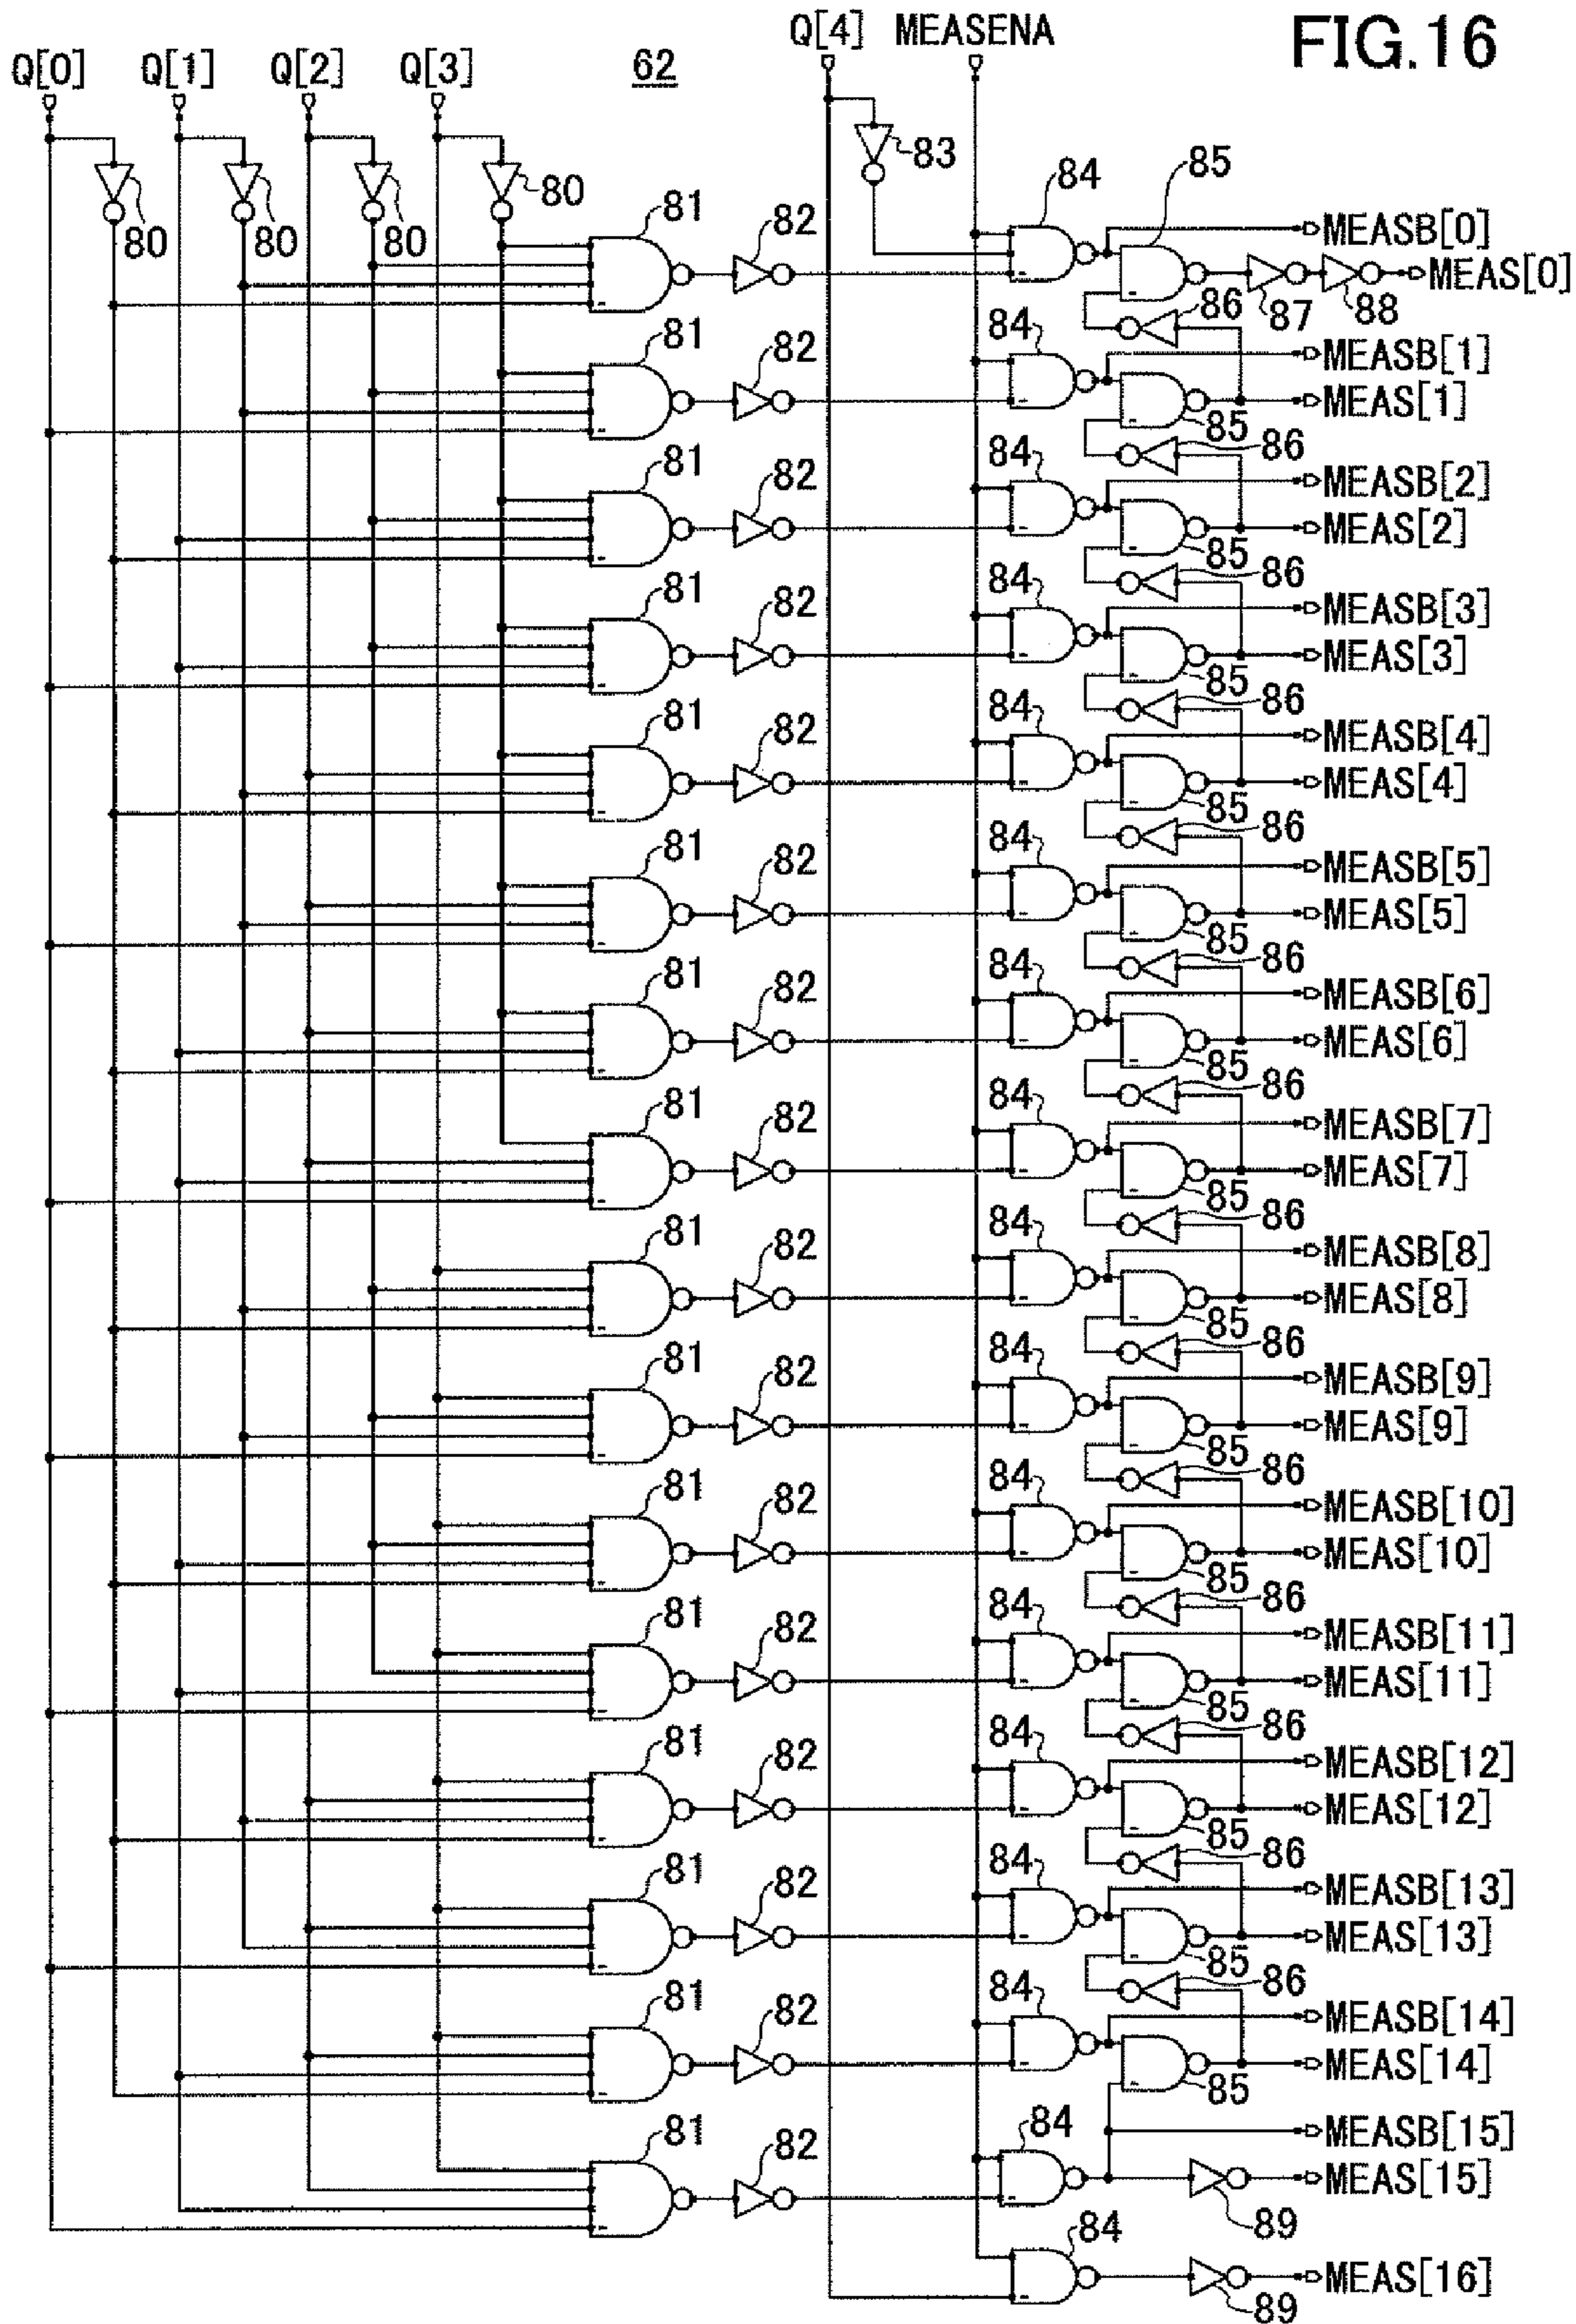 FIG.16
Q[4] MEASENA
Q[0] Q[1] Q[2] Q[3] 62
83
80 80 80 80
81 82 84 85 MEASB[0]
MEAS[0]
86 87 88
81 82 84 MEASB[1]
85 MEAS[1]
86
81 82 84 MEASB[2]
85 MEAS[2]
86
81 82 84 MEASB[3]
85 MEAS[3]
86
81 82 84 MEASB[4]
85 MEAS[4]
86
81 82 84 MEASB[5]
85 MEAS[5]
86
81 82 84 MEASB[6]
85 MEAS[6]
86
81 82 84 MEASB[7]
85 MEAS[7]
86
81 82 84 MEASB[8]
85 MEAS[8]
86
81 82 84 MEASB[9]
85 MEAS[9]
86
81 82 84 MEASB[10]
85 MEAS[10]
86
81 82 84 MEASB[11]
85 MEAS[11]
86
81 82 84 MEASB[12]
85 MEAS[12]
86
81 82 84 MEASB[13]
85 MEAS[13]
86
81 82 84 MEASB[14]
85 MEAS[14]
81 82 84 MEASB[15]
MEAS[15]
89
84 MEAS[16]
89